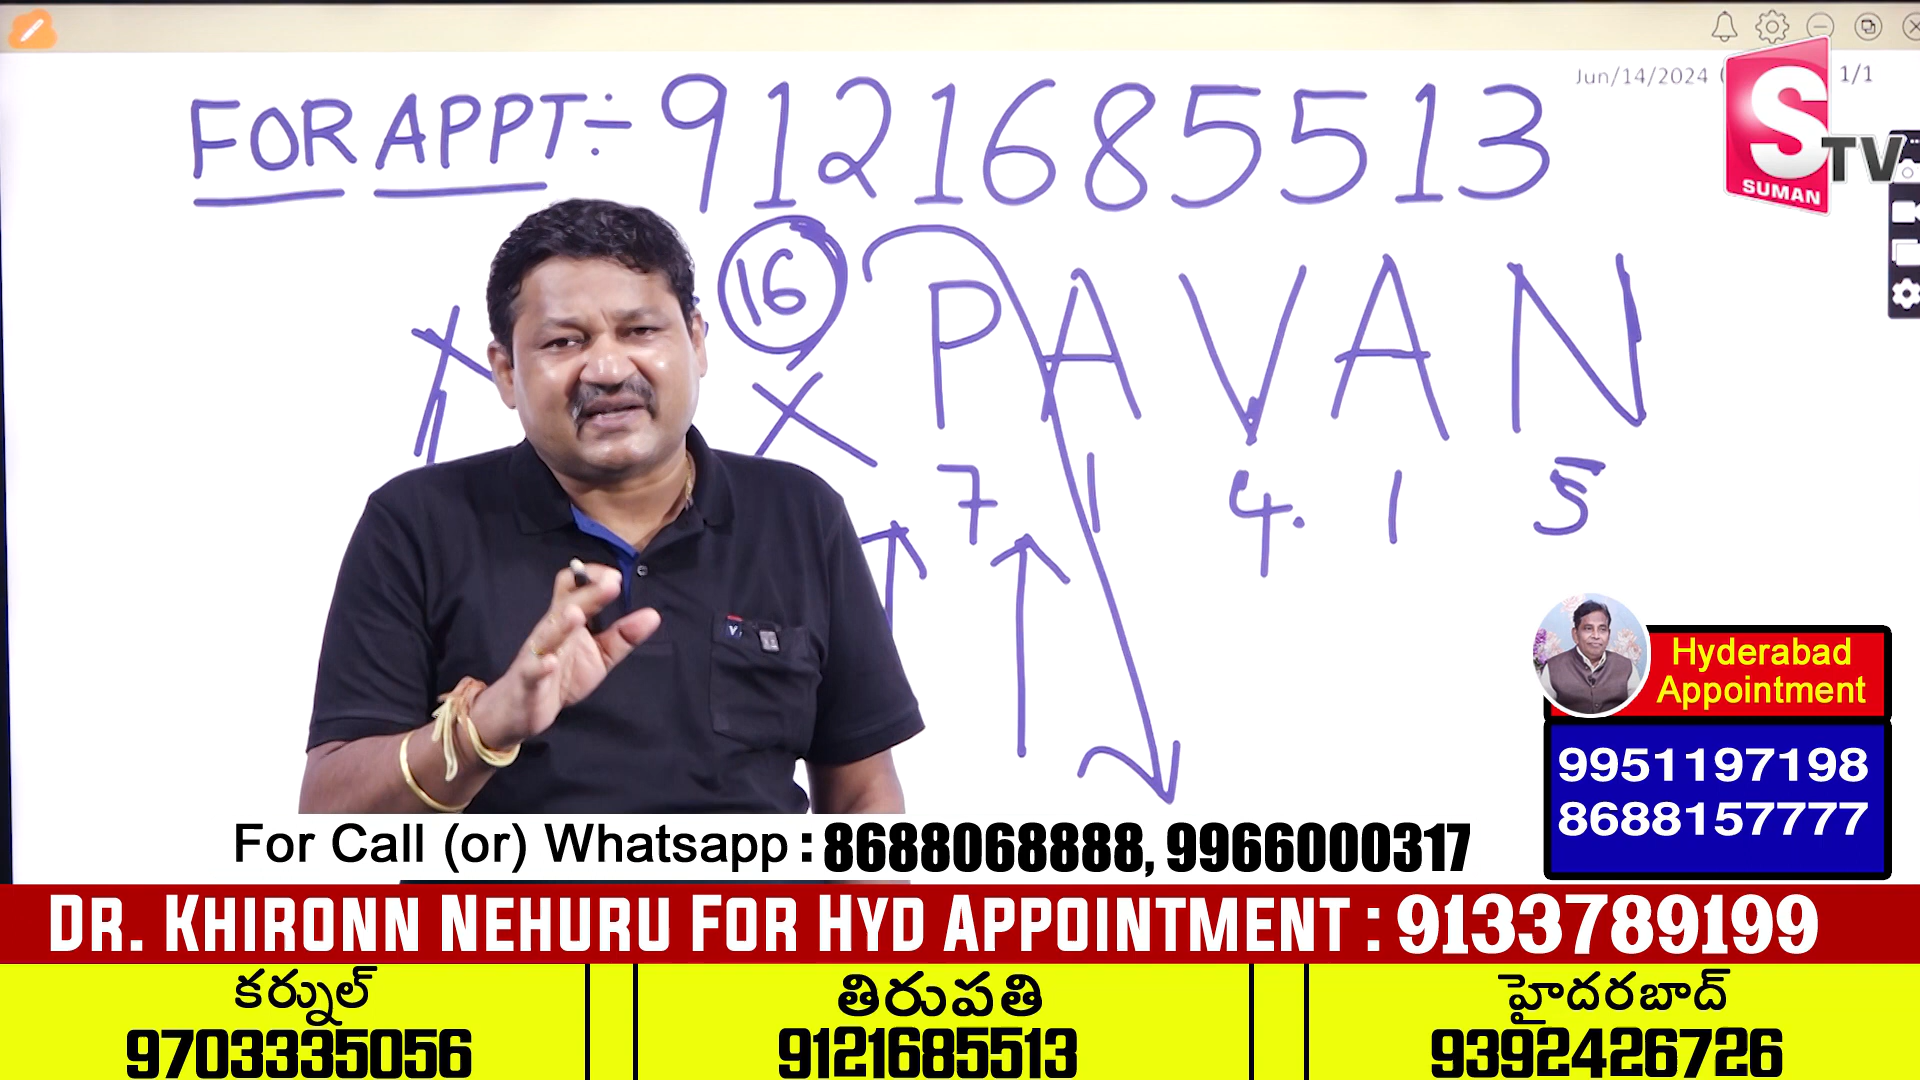 Jun/14/2024
1/1
FOR APPT:- 9121685513
S TV
SUMAN
16
PAVAN
X
7 1 4. 1 5
Hyderabad
Appointment
9951197198
8688157777
For Call (or) Whatsapp : 8688068888, 9966000317
DR. KHIRONN NEHURU FOR HYD APPOINTMENT : 9133789199
కర్నుల్
9703335056
తిరుపతి
9121685513
హైదరబాద్
9392426726